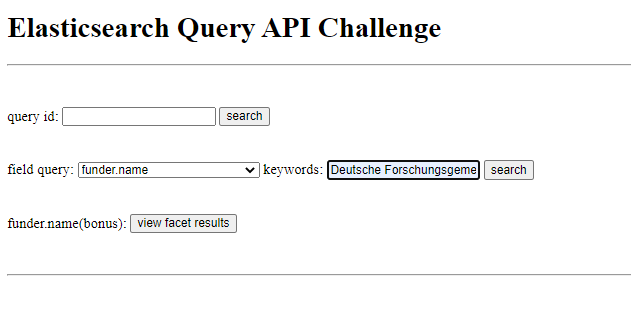 Elasticsearch Query API Challenge
query id: search
field query: funder.name keywords: Deutsche Forschungsgeme search
funder.name(bonus): view facet results